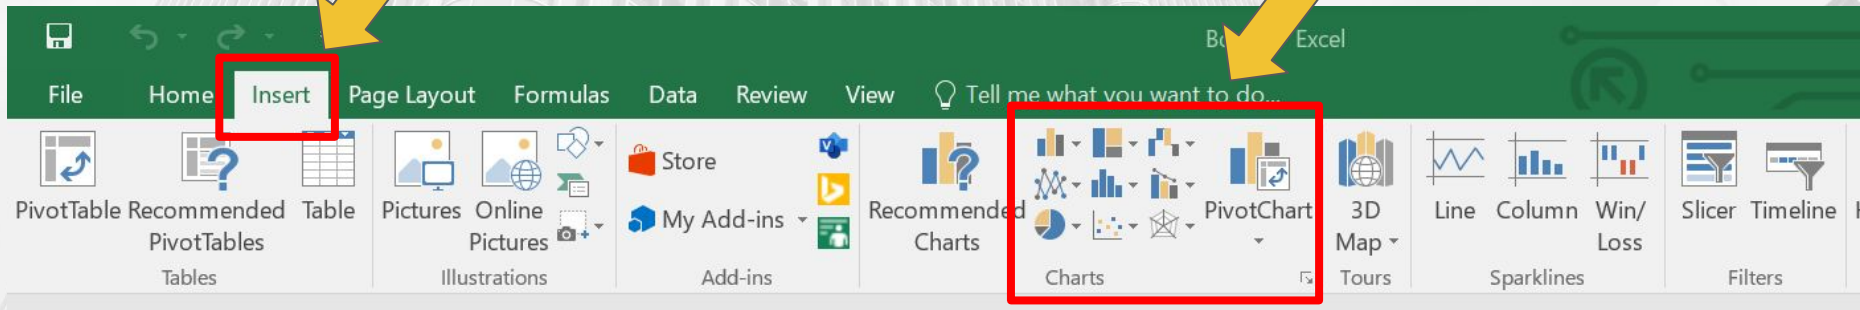 Excel
File Home Insert Page Layout Formulas Data Review View Tell me what you want to do...
PivotTable Recommended PivotTables Table
Tables
Pictures Online Pictures
Illustrations
Store
My Add-ins
Add-ins
Recommended Charts
PivotChart
Charts
3D Map
Tours
Line Column Win/ Loss
Sparklines
Slicer Timeline
Filters